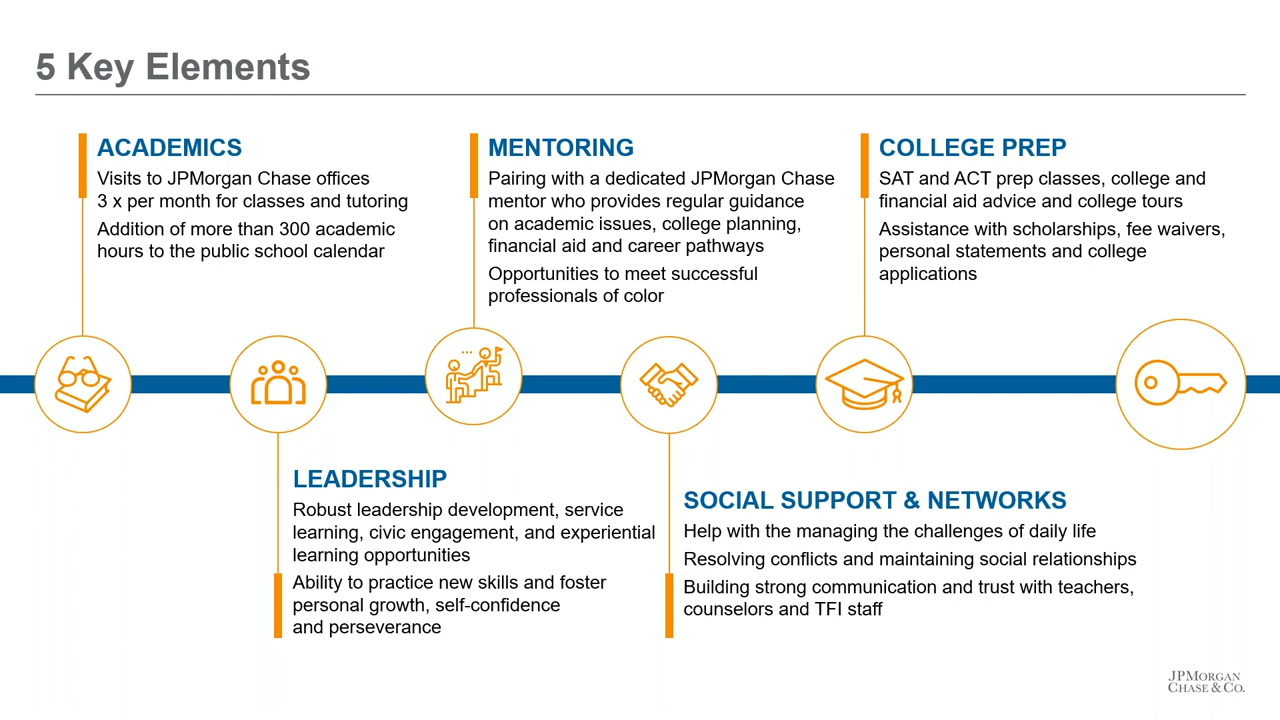 5 Key Elements
ACADEMICS
Visits to JPMorgan Chase offices
3 x per month for classes and tutoring
Addition of more than 300 academic
hours to the public school calendar
MENTORING
Pairing with a dedicated JPMorgan Chase
mentor who provides regular guidance
on academic issues, college planning,
financial aid and career pathways
Opportunities to meet successful
professionals of color
COLLEGE PREP
SAT and ACT prep classes, college and
financial aid advice and college tours
Assistance with scholarships, fee waivers,
personal statements and college
applications
LEADERSHIP
Robust leadership development, service
learning, civic engagement, and experiential
learning opportunities
Ability to practice new skills and foster
personal growth, self-confidence
and perseverance
SOCIAL SUPPORT & NETWORKS
Help with the managing the challenges of daily life
Resolving conflicts and maintaining social relationships
Building strong communication and trust with teachers,
counselors and TFI staff
JPMORGAN
CHASE & CO.